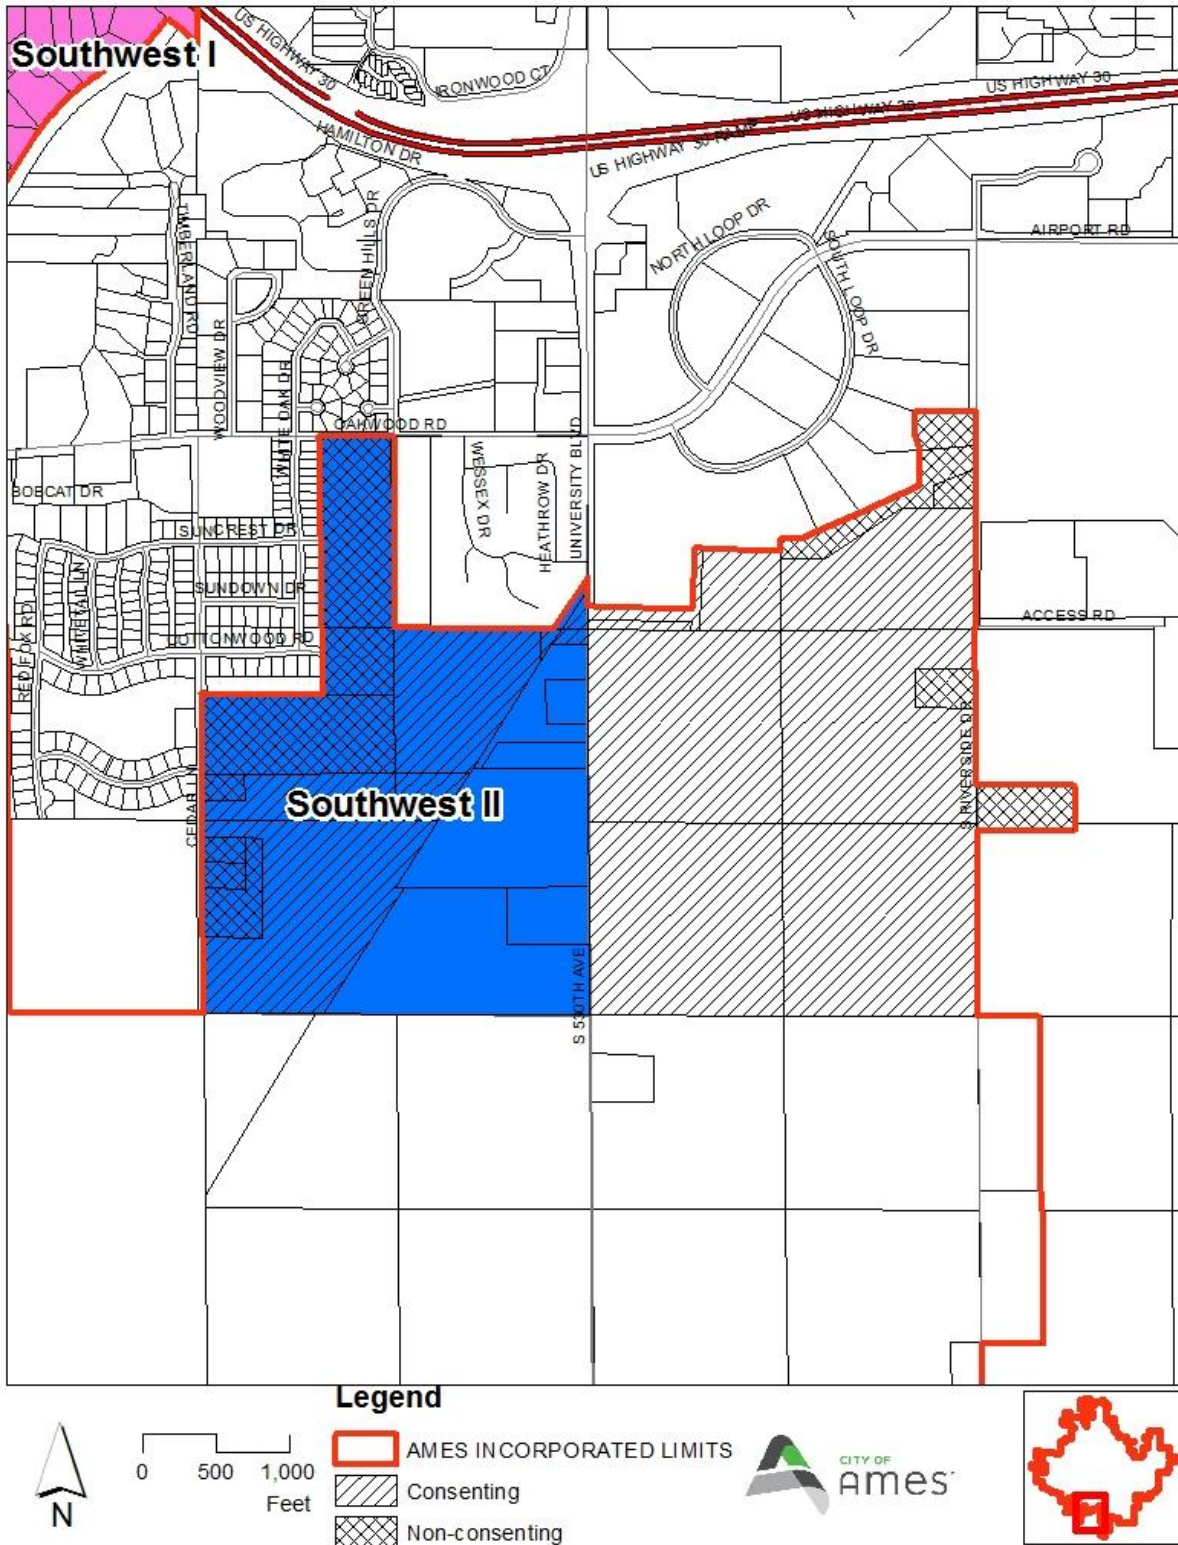 Southwest I
US HIGHWAY 30
IRONWOOD CT
US HIGHWAY 30
US HIGHWAY 30
HAMILTON DR
US HIGHWAY 30 RAMP
TIMBERLAND RD
GREEN HILLS DR
NORTH LOOP DR
SOUTH LOOP DR
AIRPORT RD
WOODVIEW DR
WHITE OAK DR
OAKWOOD RD
UNIVERSITY BLVD
WESSEX DR
HEATHROW DR
BOBCAT DR
SUNCREST DR
SUNDOWN DR
WHITETAIL LN
RED FOX RD
COTTONWOOD RD
ACCESS RD
S RIVERSIDE DR
CEDAR LN
Southwest II
S 530TH AVE
Legend
AMES INCORPORATED LIMITS
Consenting
Non-consenting
0 500 1,000
Feet
N
CITY OF
Ames